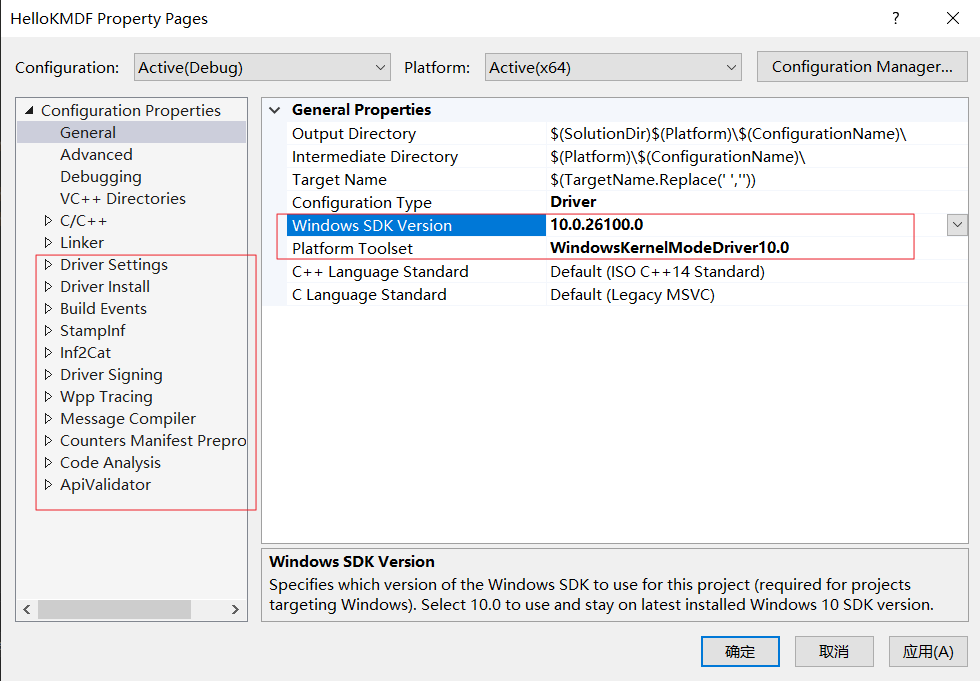 HelloKMDF Property Pages
?
Configuration: Active(Debug) Platform: Active(x64) Configuration Manager...
Configuration Properties
General
Advanced
Debugging
VC++ Directories
C/C++
Linker
Driver Settings
Driver Install
Build Events
StampInf
Inf2Cat
Driver Signing
Wpp Tracing
Message Compiler
Counters Manifest Prepro
Code Analysis
ApiValidator
General Properties
Output Directory $(SolutionDir)$(Platform)\$(ConfigurationName)\
Intermediate Directory $(Platform)\$(ConfigurationName)\
Target Name $(TargetName.Replace(' ',''))
Configuration Type Driver
Windows SDK Version 10.0.26100.0
Platform Toolset WindowsKernelModeDriver10.0
C++ Language Standard Default (ISO C++14 Standard)
C Language Standard Default (Legacy MSVC)
Windows SDK Version
Specifies which version of the Windows SDK to use for this project (required for projects
targeting Windows). Select 10.0 to use and stay on latest installed Windows 10 SDK version.
确定 取消 应用(A)